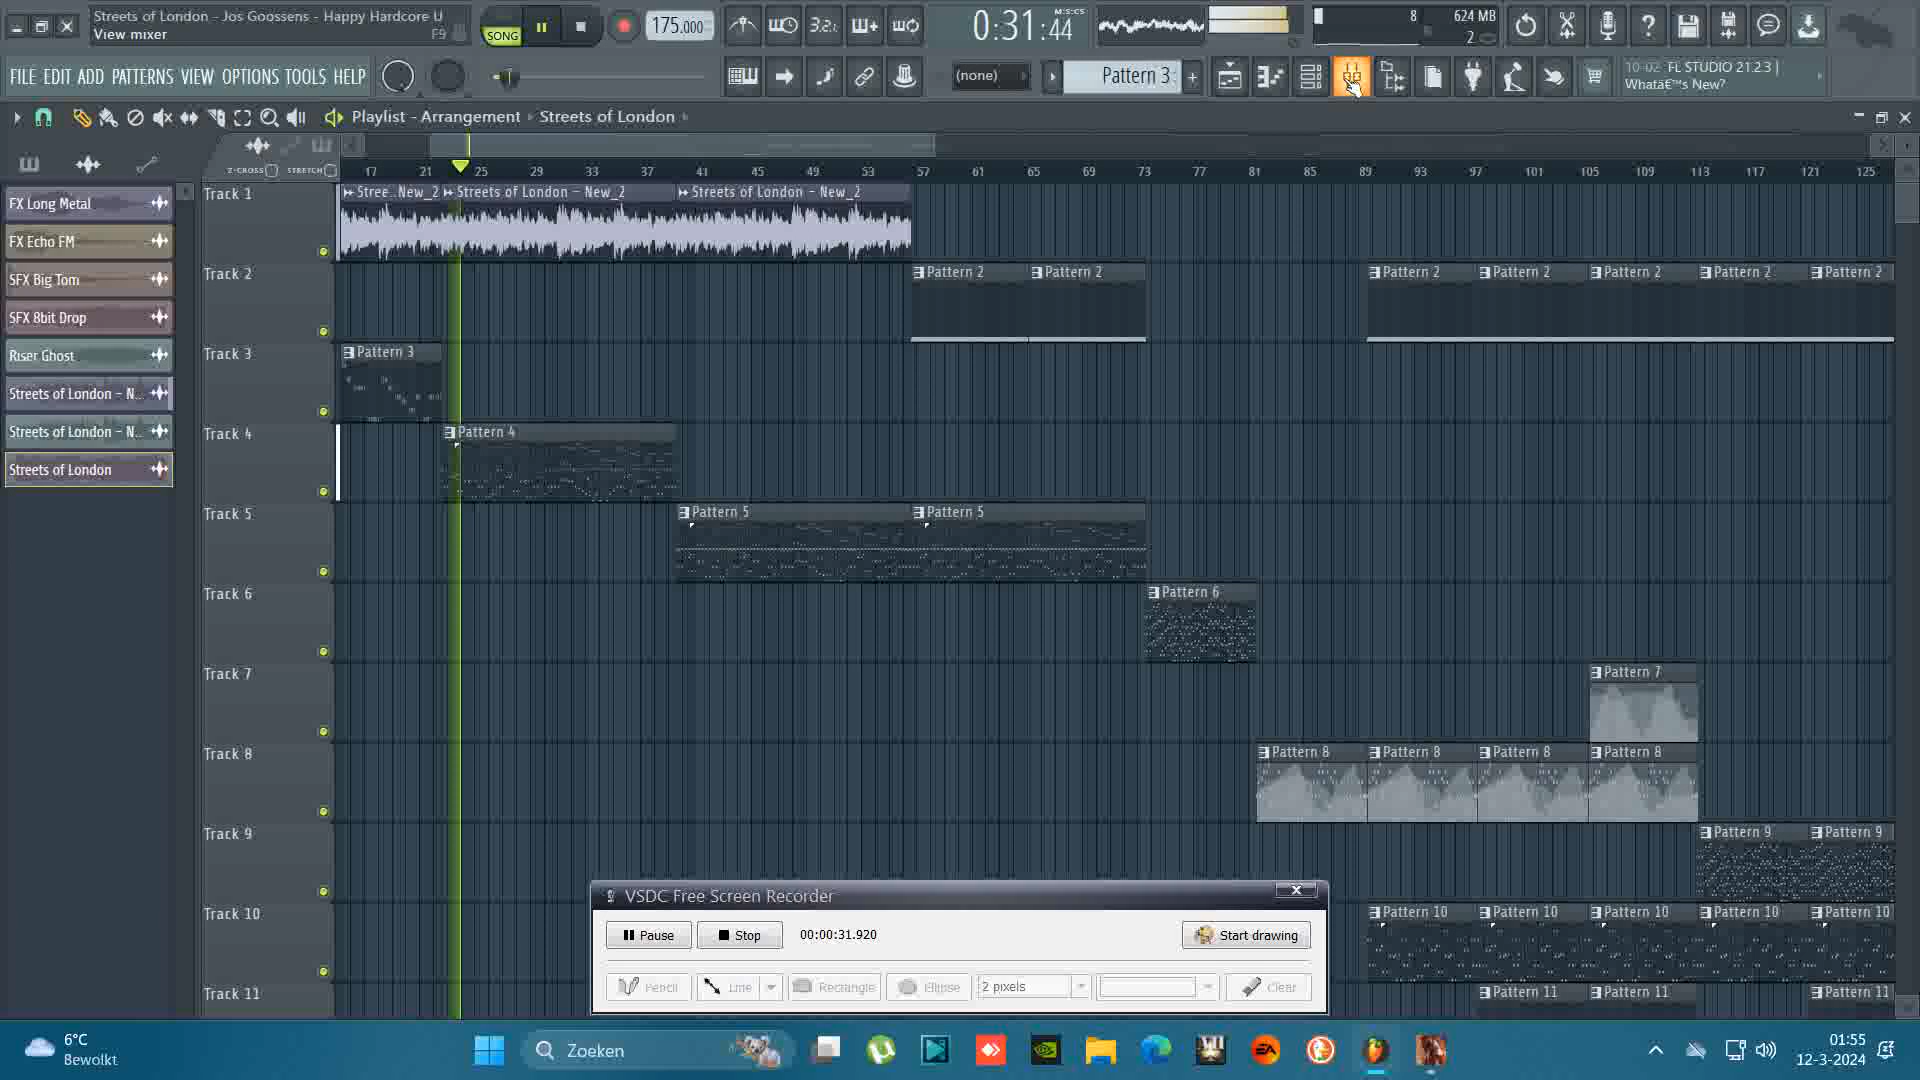 Streets of London - Jos Goossens - Happy Hardcore U
View mixer
F9
SONG
175.000
3.2.1
0:31:44
M:S:CS
8
624 MB
2
FILE EDIT ADD PATTERNS VIEW OPTIONS TOOLS HELP
(none)
Pattern 3
10-02 FL STUDIO 21.2.3 |
Whatâ€™s New?
Playlist - Arrangement
Streets of London
Z-CROSS
STRETCH
17 21 25 29 33 37 41 45 49 53 57 61 65 69 73 77 81 85 89 93 97 101 105 109 113 117 121 125
FX Long Metal
FX Echo FM
SFX Big Tom
SFX 8bit Drop
Riser Ghost
Streets of London - N..
Streets of London - N..
Streets of London
Track 1
Stree..New_2
Streets of London - New_2
Streets of London - New_2
Track 2
Pattern 2
Pattern 2
Pattern 2
Pattern 2
Pattern 2
Pattern 2
Pattern 2
Track 3
Pattern 3
Track 4
Pattern 4
Track 5
Pattern 5
Pattern 5
Track 6
Pattern 6
Track 7
Pattern 7
Track 8
Pattern 8
Pattern 8
Pattern 8
Pattern 8
Track 9
Pattern 9
Pattern 9
Track 10
Pattern 10
Pattern 10
Pattern 10
Pattern 10
Pattern 10
Track 11
Pattern 11
Pattern 11
Pattern 11
VSDC Free Screen Recorder
Pause
Stop
00:00:31.920
Start drawing
Pencil
Line
Rectangle
Ellipse
2 pixels
Clear
6°C
Bewolkt
Zoeken
EA
01:55
12-3-2024